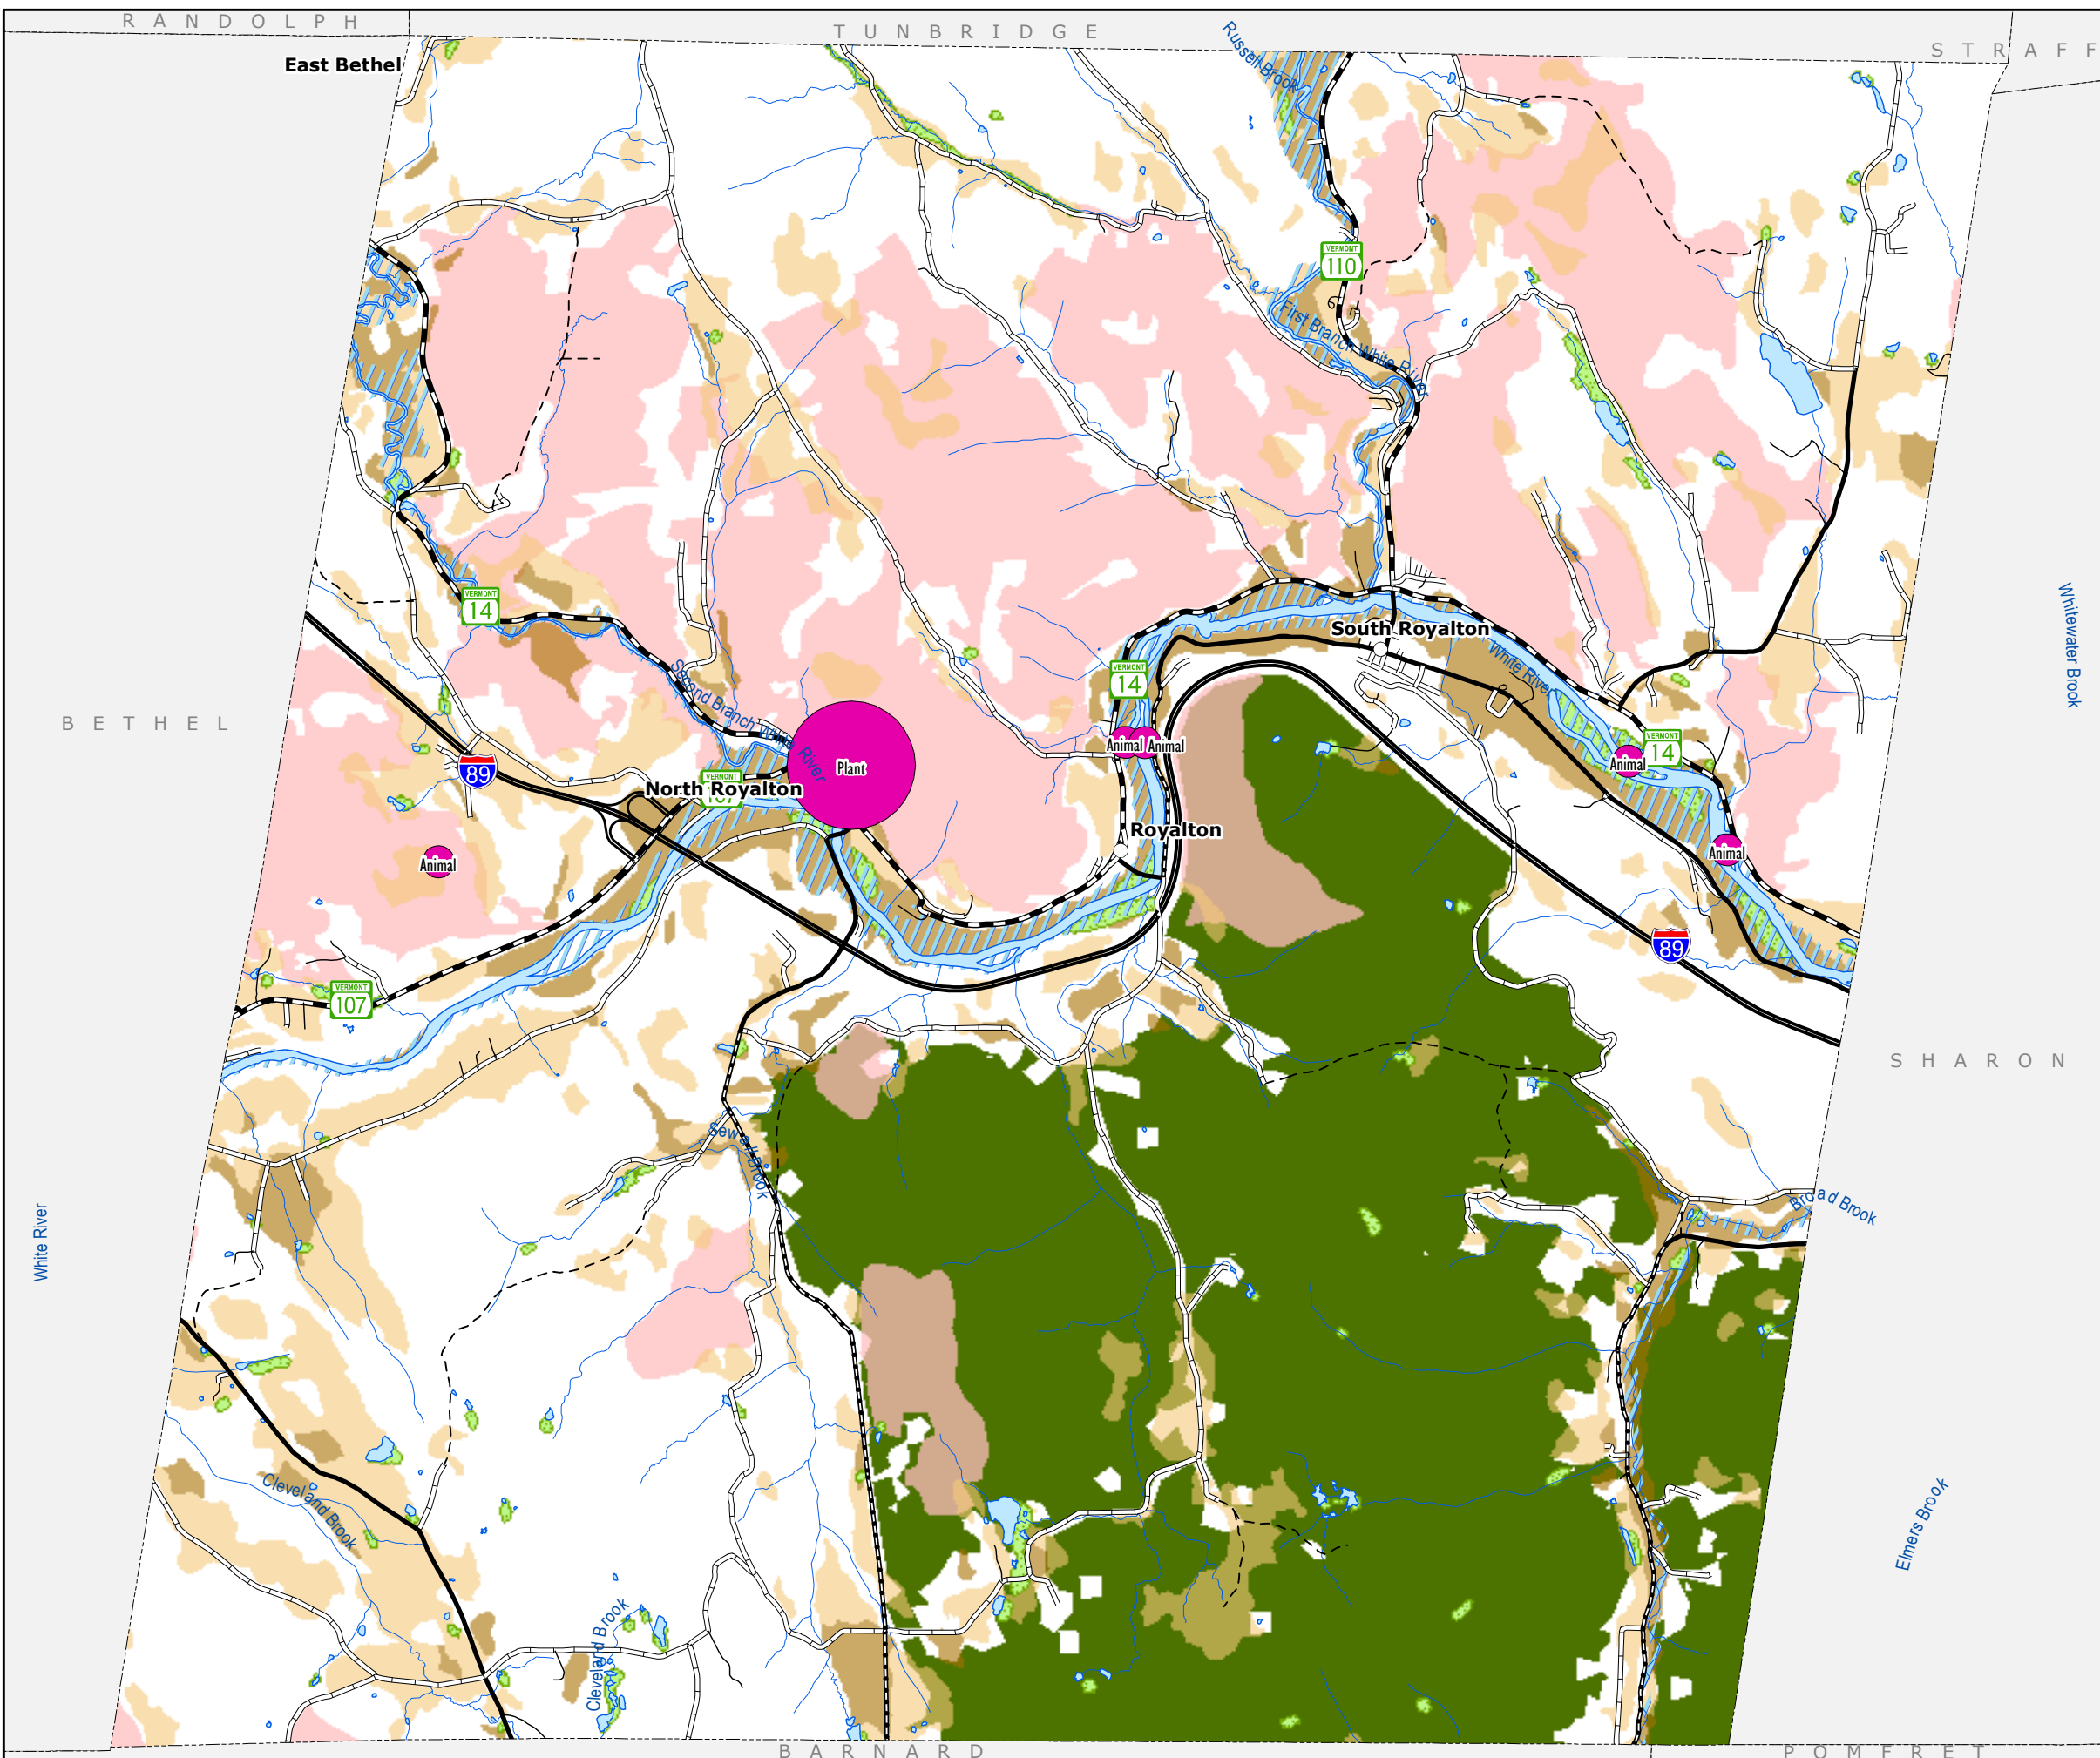 RANDOLPH
TUNBRIDGE
STRAFF
East Bethel
Russell Brook
VERMONT
110
First Branch White River
VERMONT
14
South Royalton
White River
VERMONT
14
Second Branch White River
BETHEL
Whitewater Brook
89
VERMONT
107
North Royalton
Plant
Animal
Animal
Animal
VERMONT
14
Royalton
Animal
Animal
89
VERMONT
107
SHARON
Sewall Brook
Broad Brook
White River
Cleveland Brook
Elmers Brook
Cleveland Brook
BARNARD
POMFRET